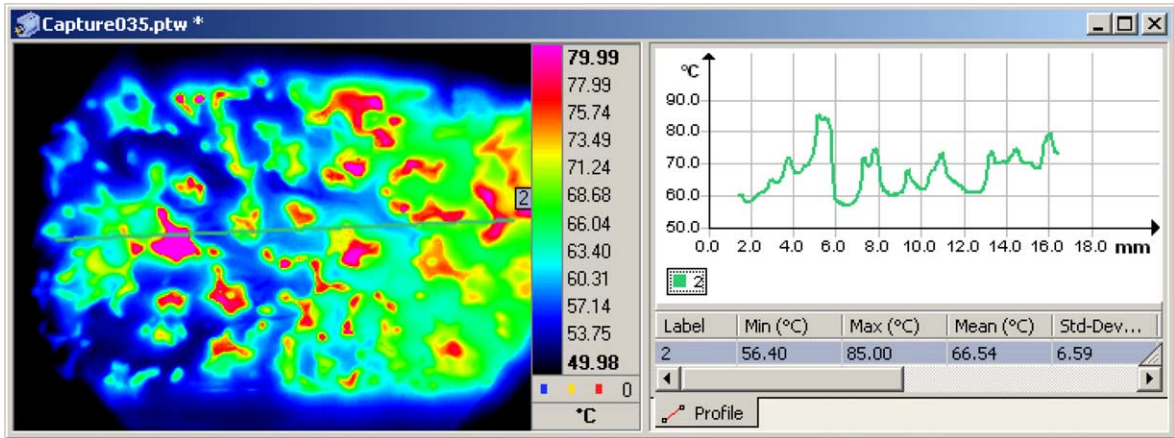 Capture035.ptw *
79.99
77.99
75.74
73.49
71.24
68.68
66.04
63.40
60.31
57.14
53.75
49.98
0
°C
2
°C
90.0
80.0
70.0
60.0
50.0
0.0 2.0 4.0 6.0 8.0 10.0 12.0 14.0 16.0 18.0 mm
2
Label Min (°C) Max (°C) Mean (°C) Std-Dev...
2 56.40 85.00 66.54 6.59
Profile